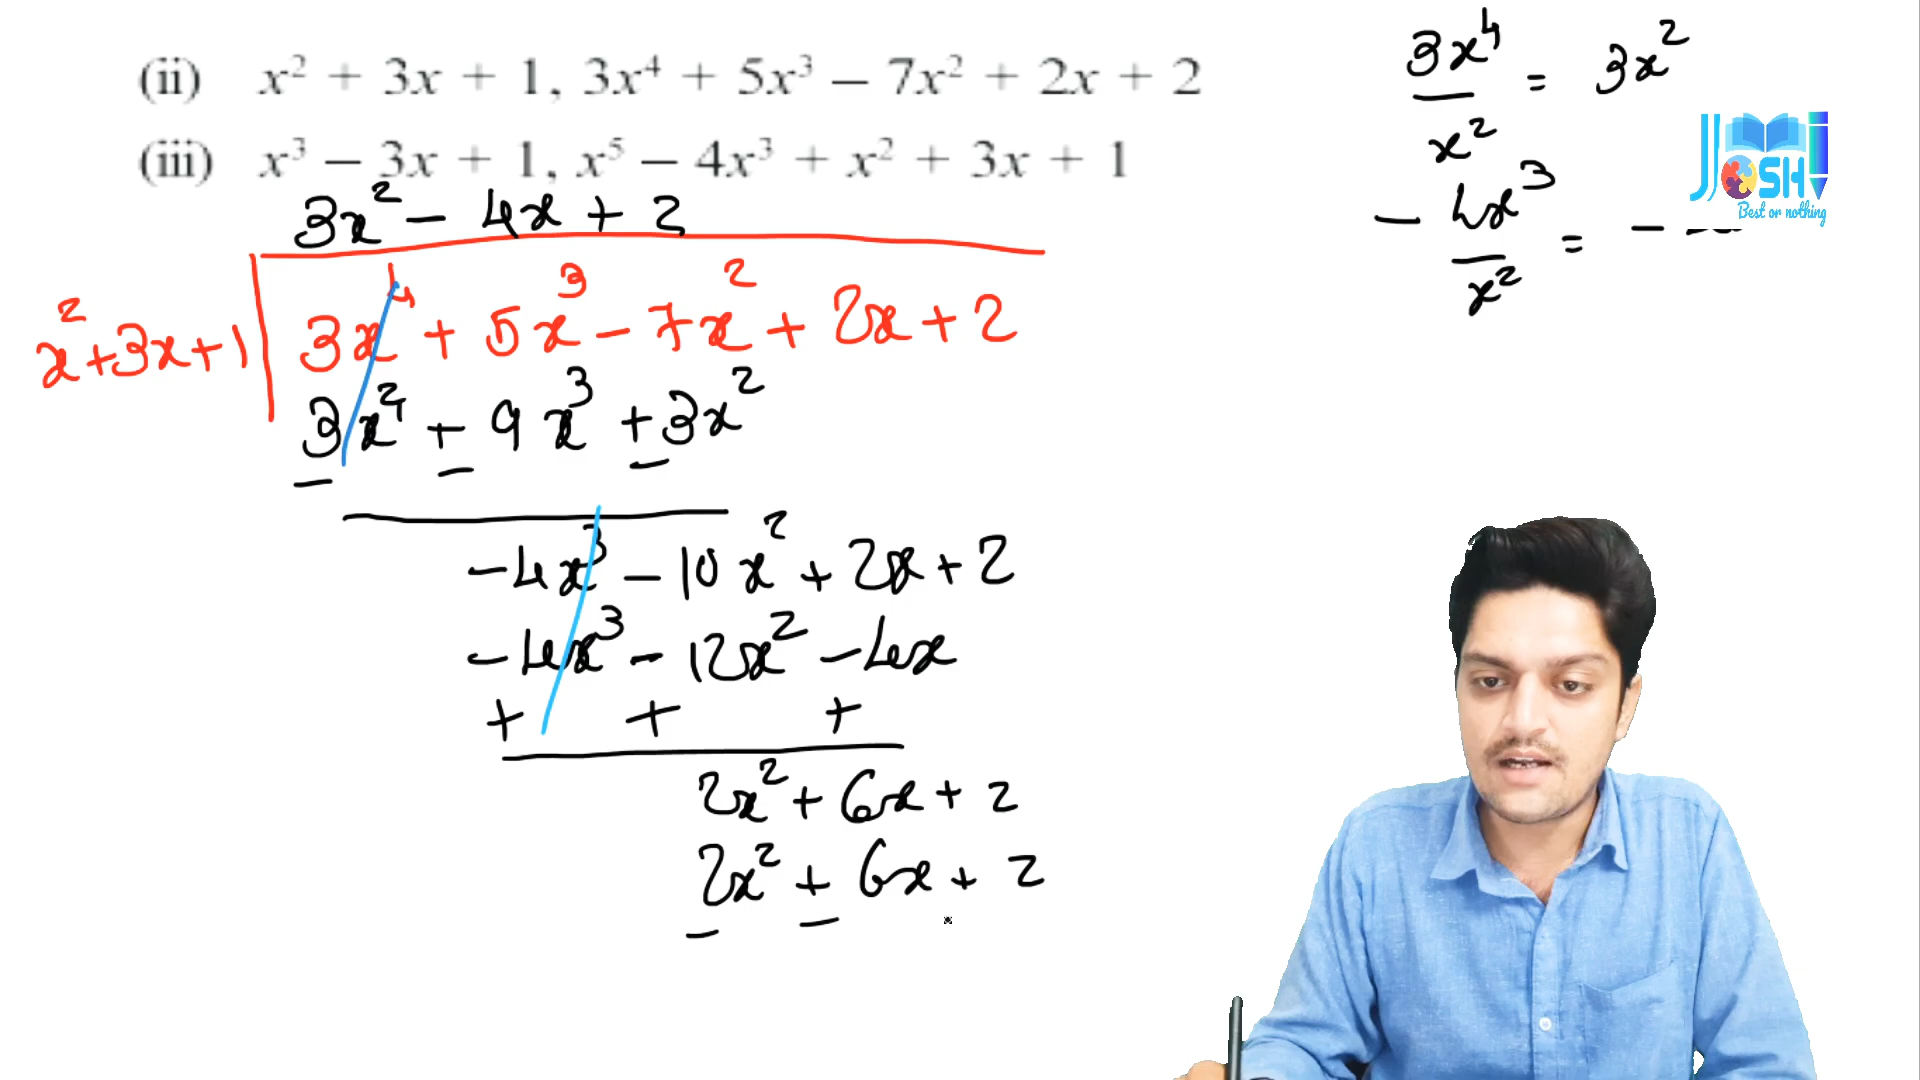 (ii) x² + 3x + 1, 3x⁴ + 5x³ − 7x² + 2x + 2
(iii) x³ − 3x + 1, x⁵ − 4x³ + x² + 3x + 1
3x² − 4x + 2
x² + 3x + 1
3x⁴ + 5x³ − 7x² + 2x + 2
3x⁴ + 9x³ + 3x²
− − −
−4x³ − 10x² + 2x + 2
−4x³ − 12x² − 4x
+ + +
2x² + 6x + 2
2x² + 6x + 2
− −
3x⁴
= 3x²
x²
− 4x³
= −
x²
JOSHI
Best or nothing